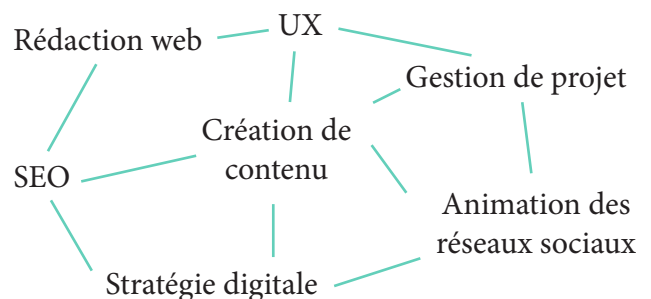 UX
Rédaction web
Gestion de projet
Création de
contenu
SEO
Animation des
réseaux sociaux
Stratégie digitale